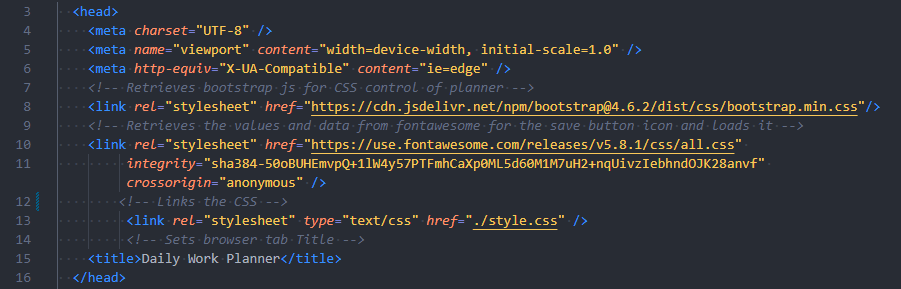 3 <head>
4 <meta charset="UTF-8" />
5 <meta name="viewport" content="width=device-width, initial-scale=1.0" />
6 <meta http-equiv="X-UA-Compatible" content="ie=edge" />
7 <!-- Retrieves bootstrap js for CSS control of planner -->
8 <link rel="stylesheet" href="https://cdn.jsdelivr.net/npm/bootstrap@4.6.2/dist/css/bootstrap.min.css"/>
9 <!-- Retrieves the values and data from fontawesome for the save button icon and loads it -->
10 <link rel="stylesheet" href="https://use.fontawesome.com/releases/v5.8.1/css/all.css"
11 integrity="sha384-50oBUHEmvpQ+1lW4y57PTFmhCaXp0ML5d60M1M7uH2+nqUivzIebhndOJK28anvf"
crossorigin="anonymous" />
12 <!-- Links the CSS -->
13 <link rel="stylesheet" type="text/css" href="./style.css" />
14 <!-- Sets browser tab Title -->
15 <title>Daily Work Planner</title>
16 </head>